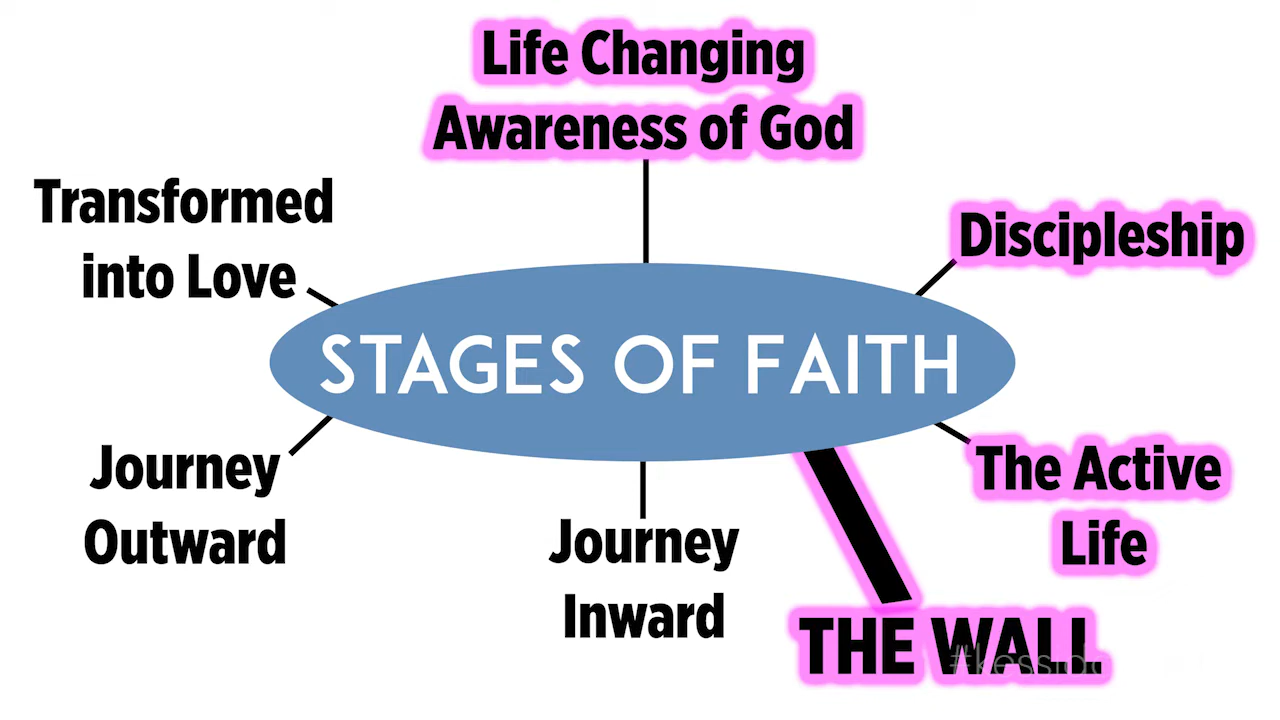 Life Changing
Awareness of God
Discipleship
The Active
Life
THE WALL
Journey
Inward
Journey
Outward
Transformed
into Love
STAGES OF FAITH